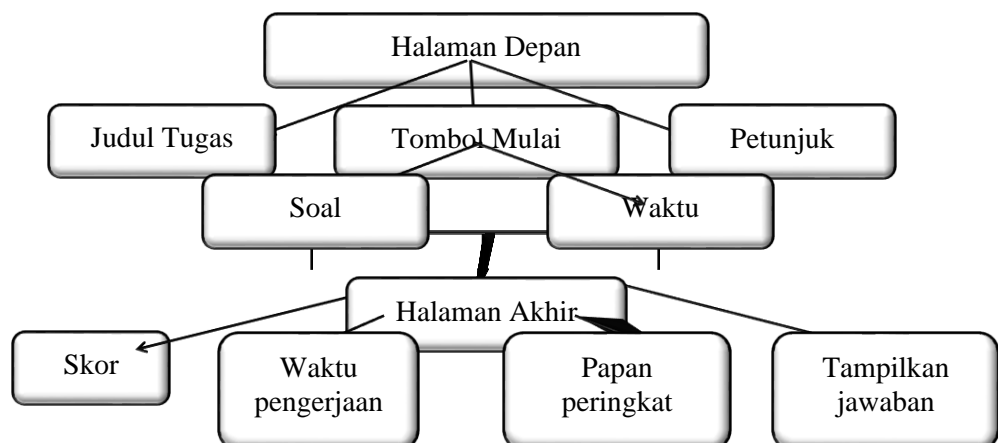 Halaman Depan
Judul Tugas
Tombol Mulai
Petunjuk
Soal
Waktu
Halaman Akhir
Skor
Waktu
pengerjaan
Papan
peringkat
Tampilkan
jawaban